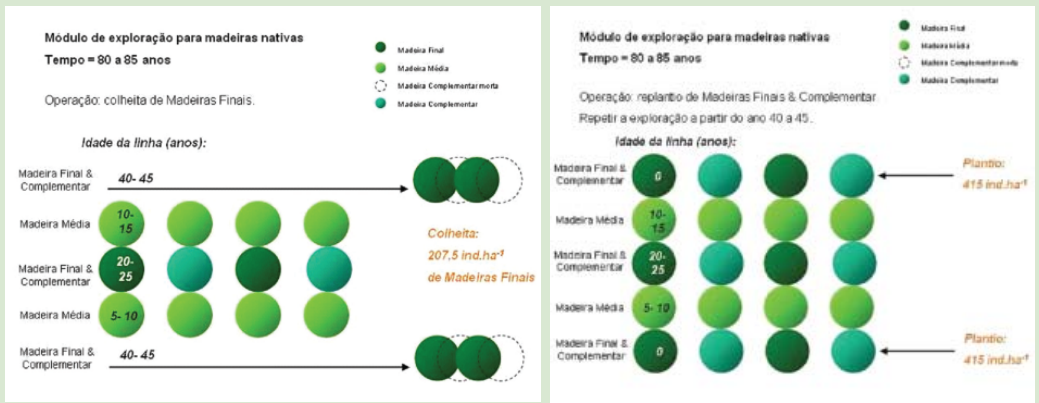 Módulo de exploração para madeiras nativas
Tempo = 80 a 85 anos
Madeira Final
Madeira Média
Madeira Complementar morta
Madeira Complementar
Operação: colheita de Madeiras Finais.
Idade da linha (anos):
Madeira Final &
Complementar
40- 45
Madeira Média
10-
15
Madeira Final &
Complementar
20-
25
Madeira Média
5- 10
Madeira Final &
Complementar
40- 45
Colheita:
207,5 ind.ha-1
de Madeiras Finais
Módulo de exploração para madeiras nativas
Tempo = 80 a 85 anos
Madeira Final
Madeira Média
Madeira Complementar morta
Madeira Complementar
Operação: replantio de Madeiras Finais & Complementar
Repetir a exploração a partir do ano 40 a 45.
Idade da linha (anos):
Madeira Final &
Complementar
0
Plantio:
415 ind.ha-1
Madeira Média
10-
15
Madeira Final &
Complementar
20-
25
Madeira Média
5- 10
Madeira Final &
Complementar
0
Plantio:
415 ind.ha-1